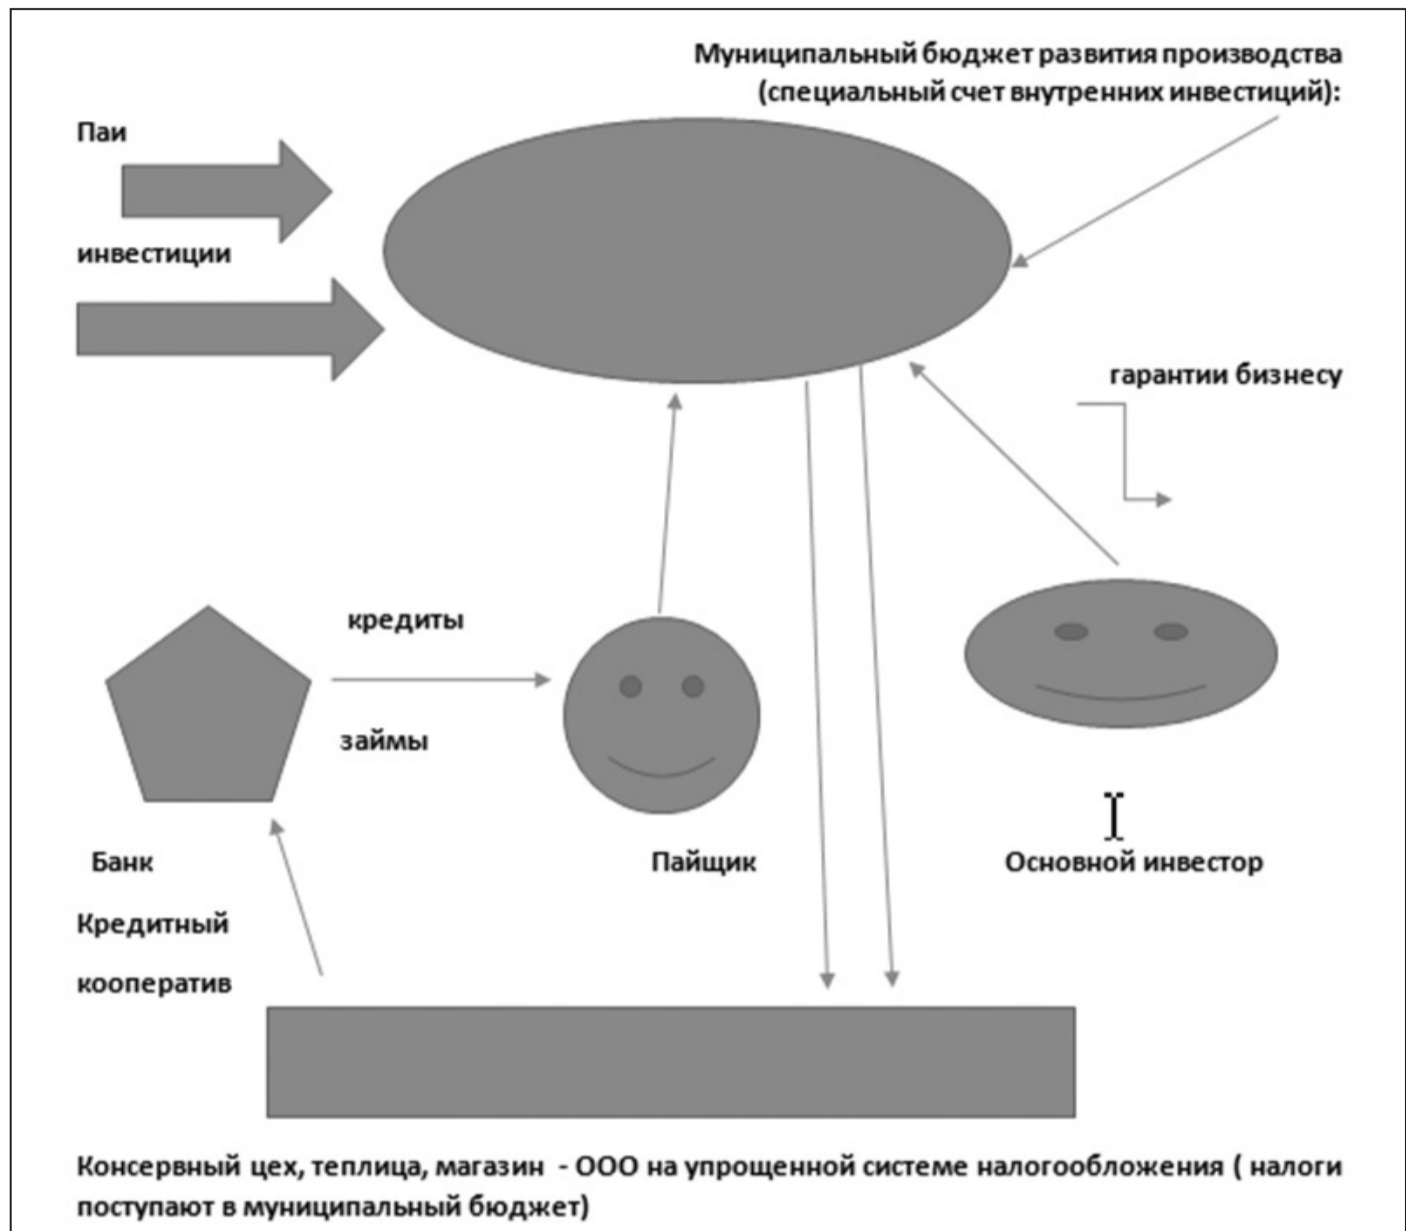 Муниципальный бюджет развития производства
(специальный счет внутренних инвестиций):
Паи
инвестиции
гарантии бизнесу
кредиты
займы
Банк
Пайщик
Основной инвестор
Кредитный
кооператив
Консервный цех, теплица, магазин - ООО на упрощенной системе налогообложения ( налоги
поступают в муниципальный бюджет)